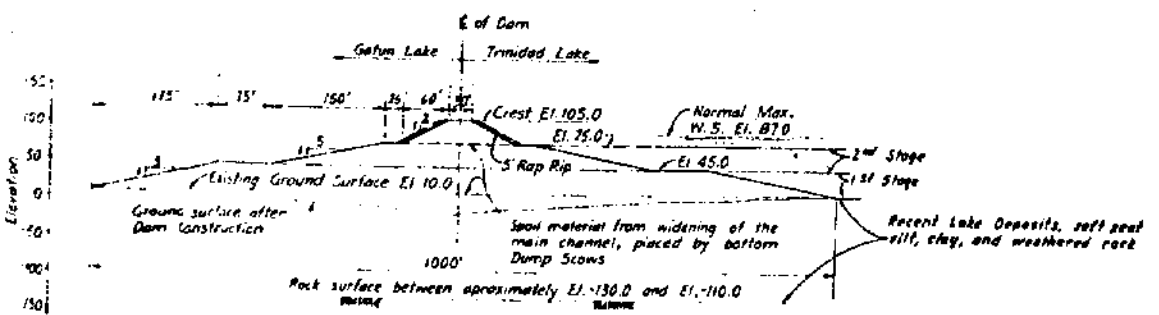 ℄ of Dam
Gatun Lake
Trinidad Lake
150
100
50
0
-50
-100
150
Elevation
175'
75'
150'
25
60'
Crest El. 105.0
Normal Max.
W. S. El. 87.0
El. 75.0
5' Rap Rip
El 45.0
2nd Stage
1st Stage
Existing Ground Surface El. 10.0
Ground surface after
Dam Construction
Spoil material from widening of the
main channel, placed by bottom
Dump Scows
Recent Lake Deposits, soft
silt, clay, and weathered rock
1000'
Rock surface between aproximately El.-130.0 and El.-110.0